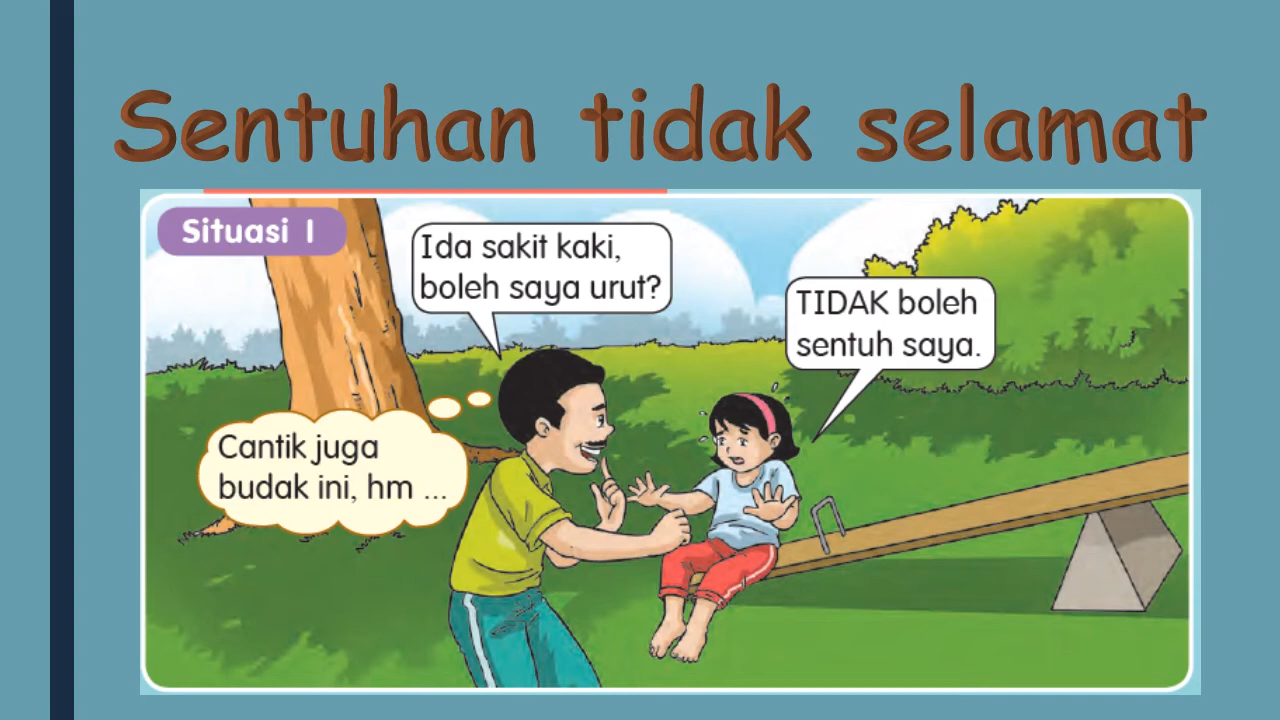 Sentuhan tidak selamat
Situasi 1
Ida sakit kaki,
boleh saya urut?
TIDAK boleh
sentuh saya.
Cantik juga
budak ini, hm ...